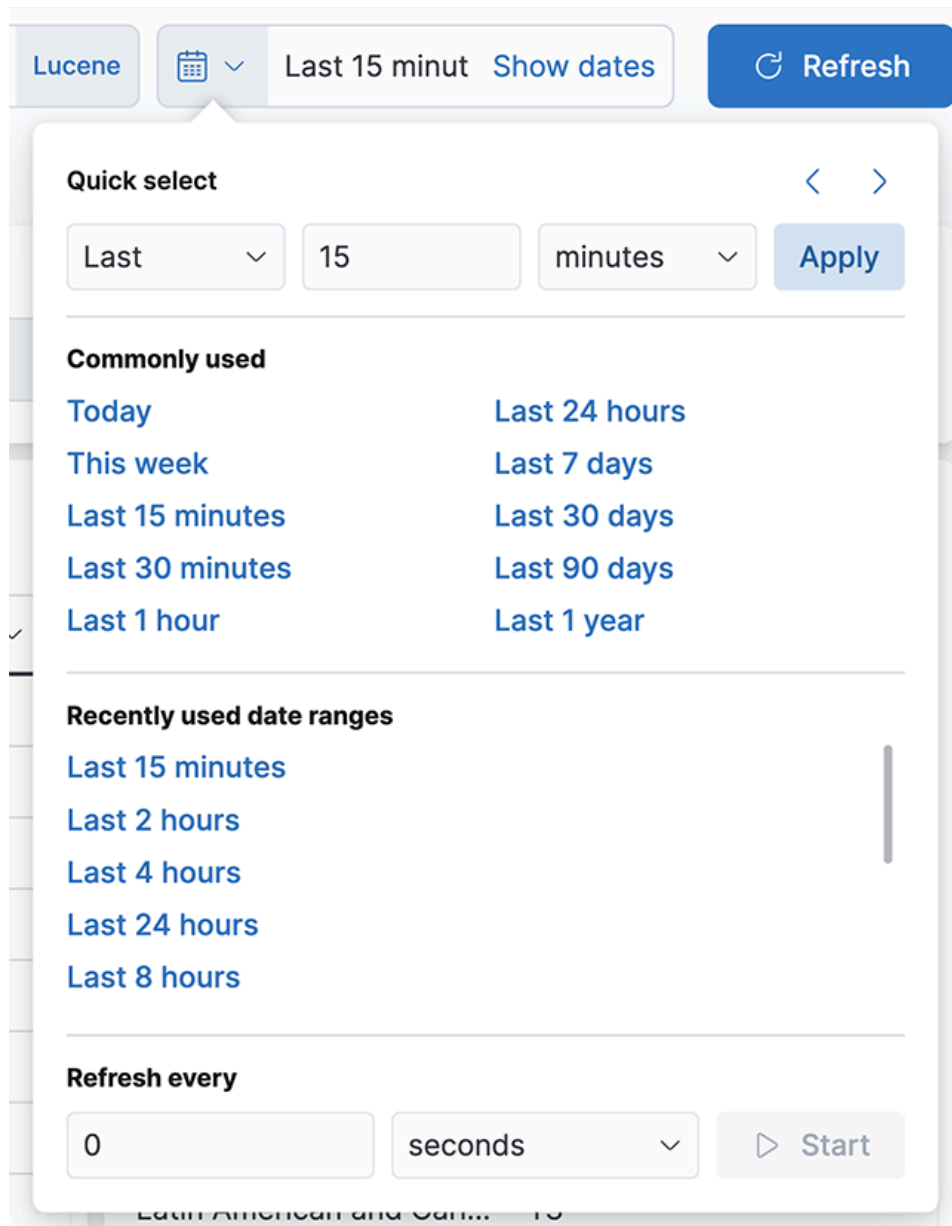 Lucene
Last 15 minut Show dates
Refresh
Quick select
Last 15 minutes Apply
Commonly used
Today
This week
Last 15 minutes
Last 30 minutes
Last 1 hour
Last 24 hours
Last 7 days
Last 30 days
Last 90 days
Last 1 year
Recently used date ranges
Last 15 minutes
Last 2 hours
Last 4 hours
Last 24 hours
Last 8 hours
Refresh every
0 seconds Start
Latin American and